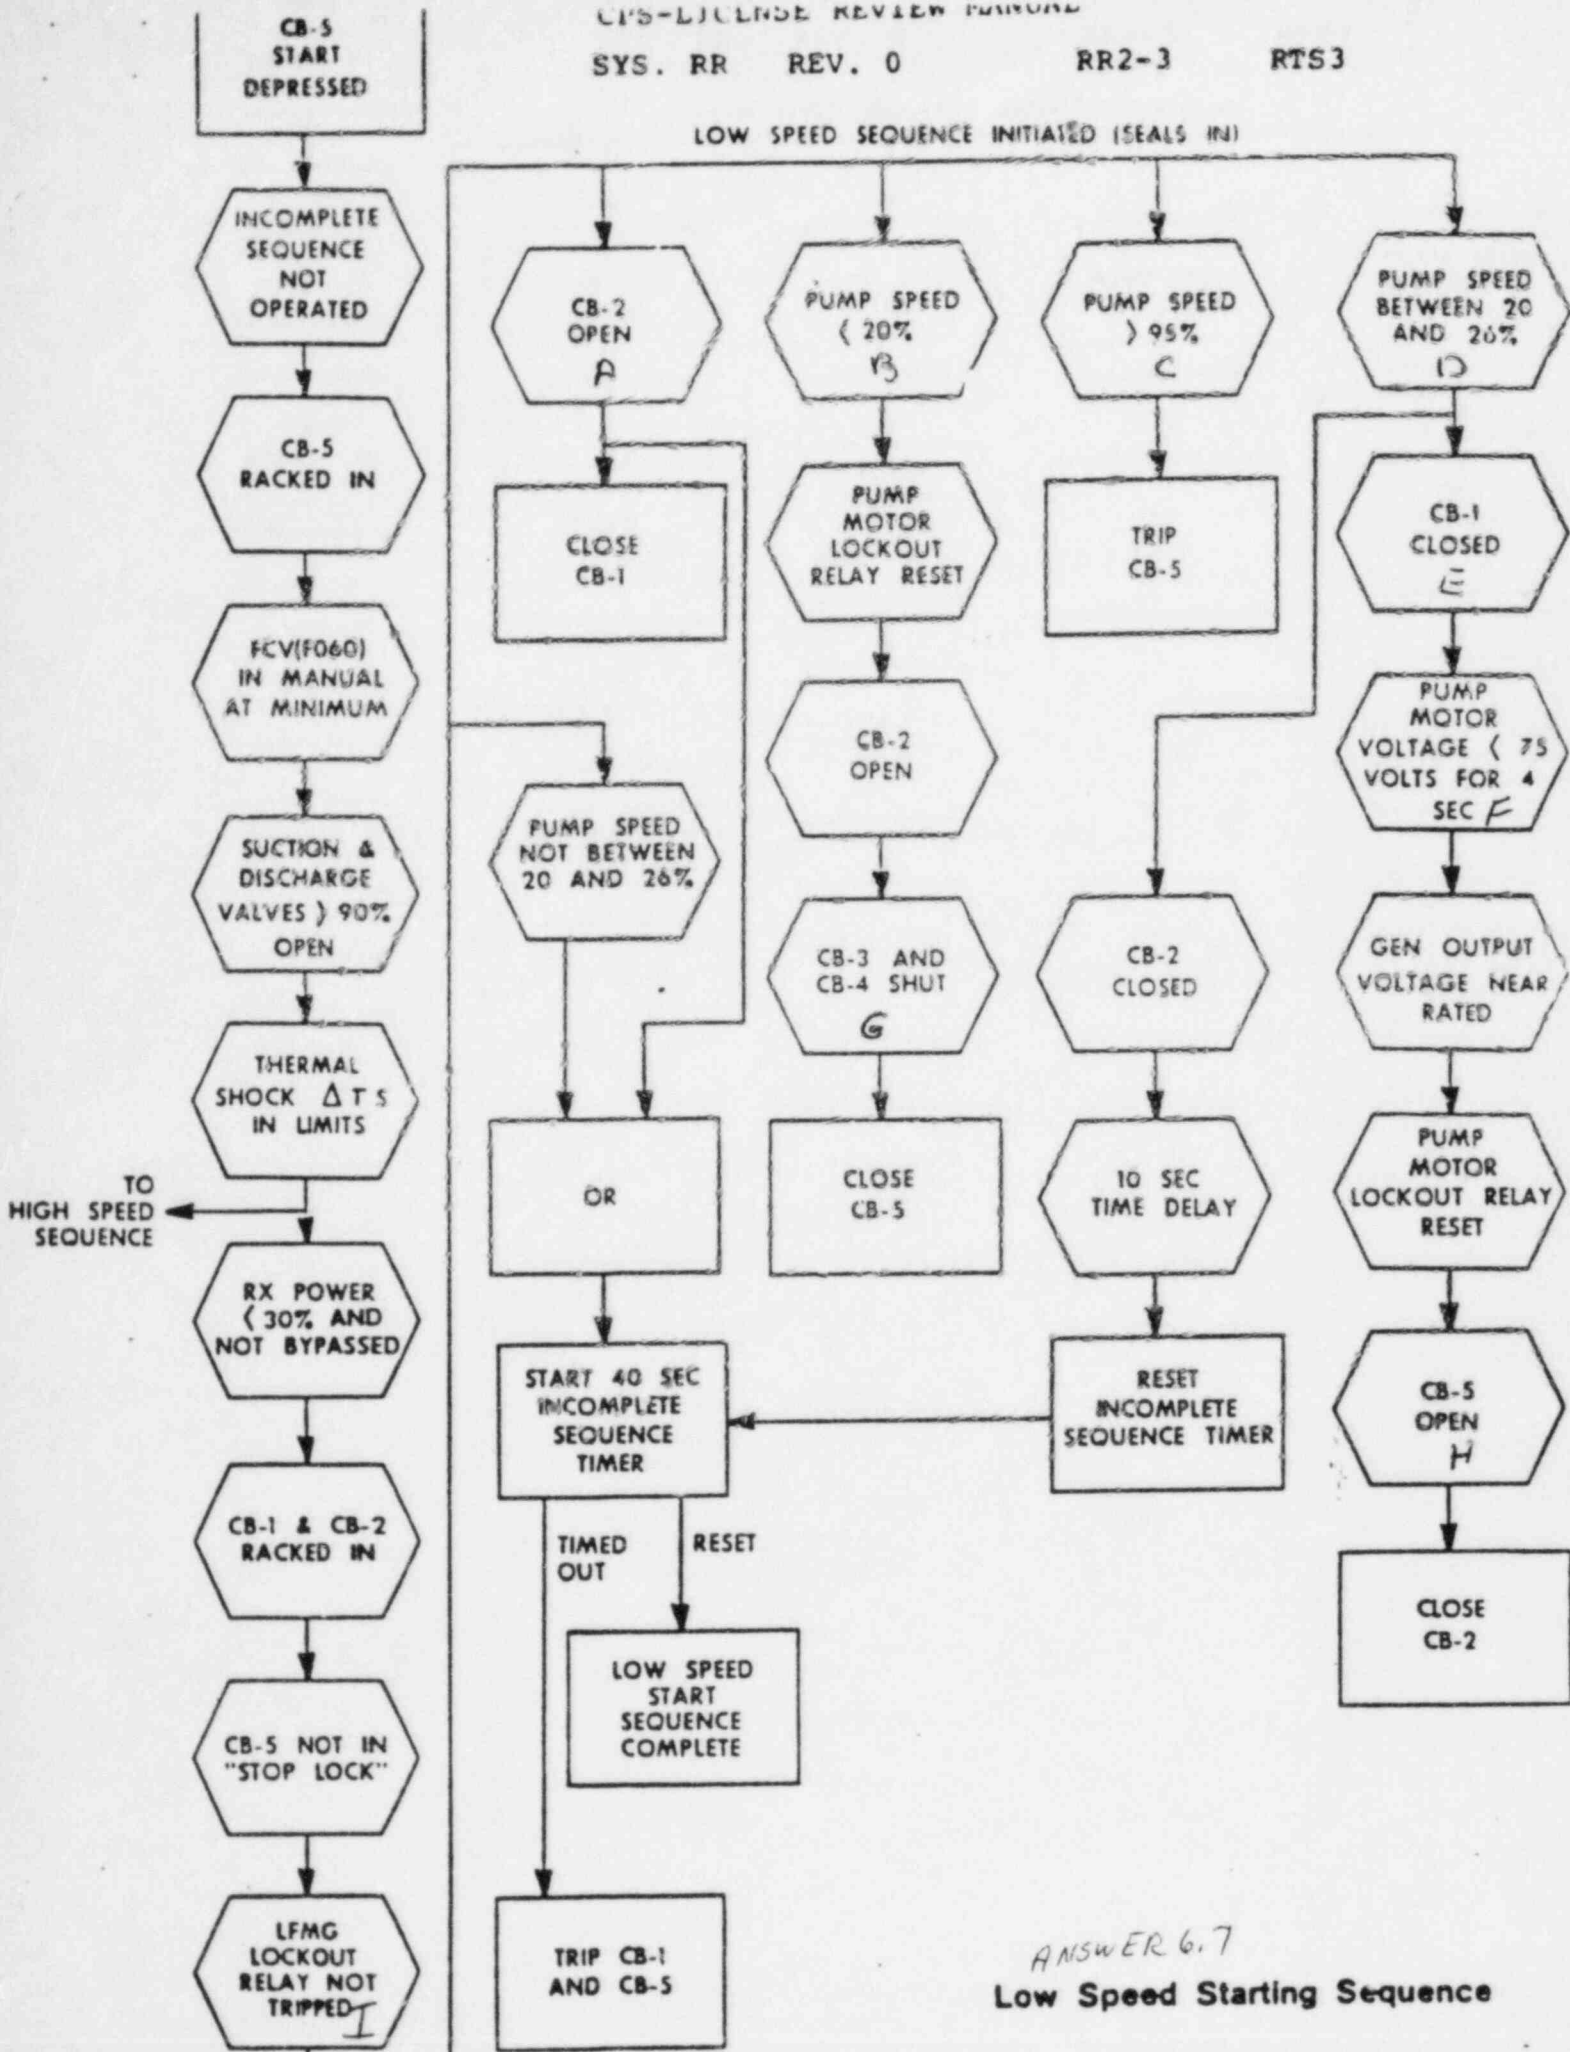 CPS-LICENSE REVIEW MANUAL
SYS. RR REV. 0 RR2-3 RTS3
CB-5
START
DEPRESSED
INCOMPLETE
SEQUENCE
NOT
OPERATED
CB-5
RACKED IN
FCV(F060)
IN MANUAL
AT MINIMUM
SUCTION &
DISCHARGE
VALVES > 90%
OPEN
THERMAL
SHOCK Δ T S
IN LIMITS
TO
HIGH SPEED
SEQUENCE
RX POWER
< 30% AND
NOT BYPASSED
CB-1 & CB-2
RACKED IN
CB-5 NOT IN
"STOP LOCK"
LFMG
LOCKOUT
RELAY NOT
TRIPPED I
LOW SPEED SEQUENCE INITIATED (SEALS IN)
CB-2
OPEN
A
CLOSE
CB-1
PUMP SPEED
NOT BETWEEN
20 AND 26%
OR
START 40 SEC
INCOMPLETE
SEQUENCE
TIMER
TIMED
OUT
RESET
LOW SPEED
START
SEQUENCE
COMPLETE
TRIP CB-1
AND CB-5
PUMP SPEED
< 20%
B
PUMP
MOTOR
LOCKOUT
RELAY RESET
CB-2
OPEN
CB-3 AND
CB-4 SHUT
G
CLOSE
CB-5
PUMP SPEED
> 95%
C
TRIP
CB-5
CB-2
CLOSED
10 SEC
TIME DELAY
RESET
INCOMPLETE
SEQUENCE TIMER
PUMP SPEED
BETWEEN 20
AND 26%
D
CB-1
CLOSED
E
PUMP
MOTOR
VOLTAGE < 75
VOLTS FOR 4
SEC F
GEN OUTPUT
VOLTAGE NEAR
RATED
PUMP
MOTOR
LOCKOUT RELAY
RESET
CB-5
OPEN
H
CLOSE
CB-2
ANSWER 6.7
Low Speed Starting Sequence